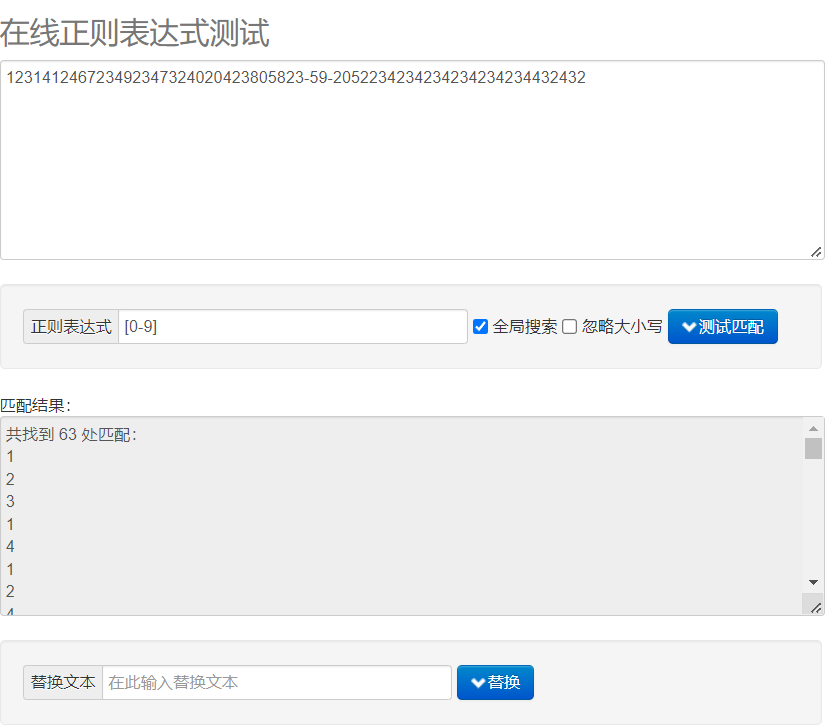 在线正则表达式测试
123141246723492347324020423805823-59-20522342342342342342344324​32
正则表达式 [0-9] 全局搜索 忽略大小写 测试匹配
匹配结果：
共找到 63 处匹配：
1
2
3
1
4
1
2
4
替换文本 在此输入替换文本 替换